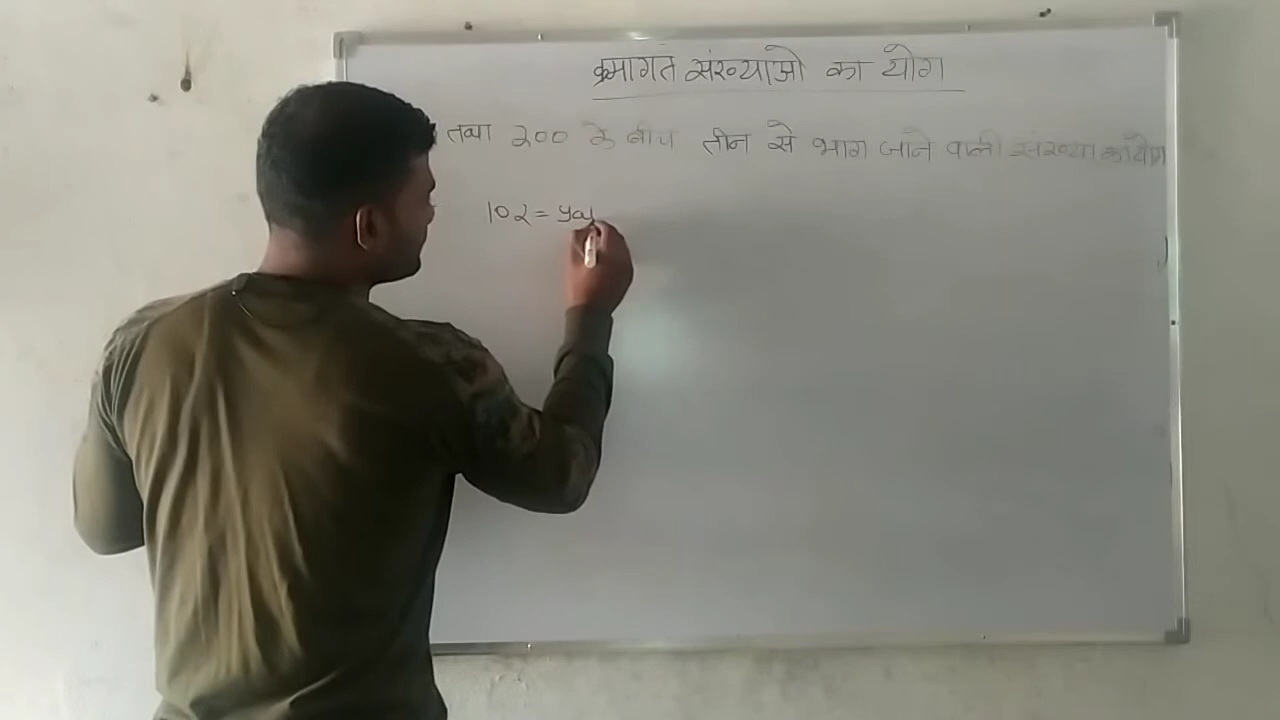 क्रमागत संख्याओ का योग
तथा 200 के बीच तीन से भाग जाने वाली संख्या का योग
102 =